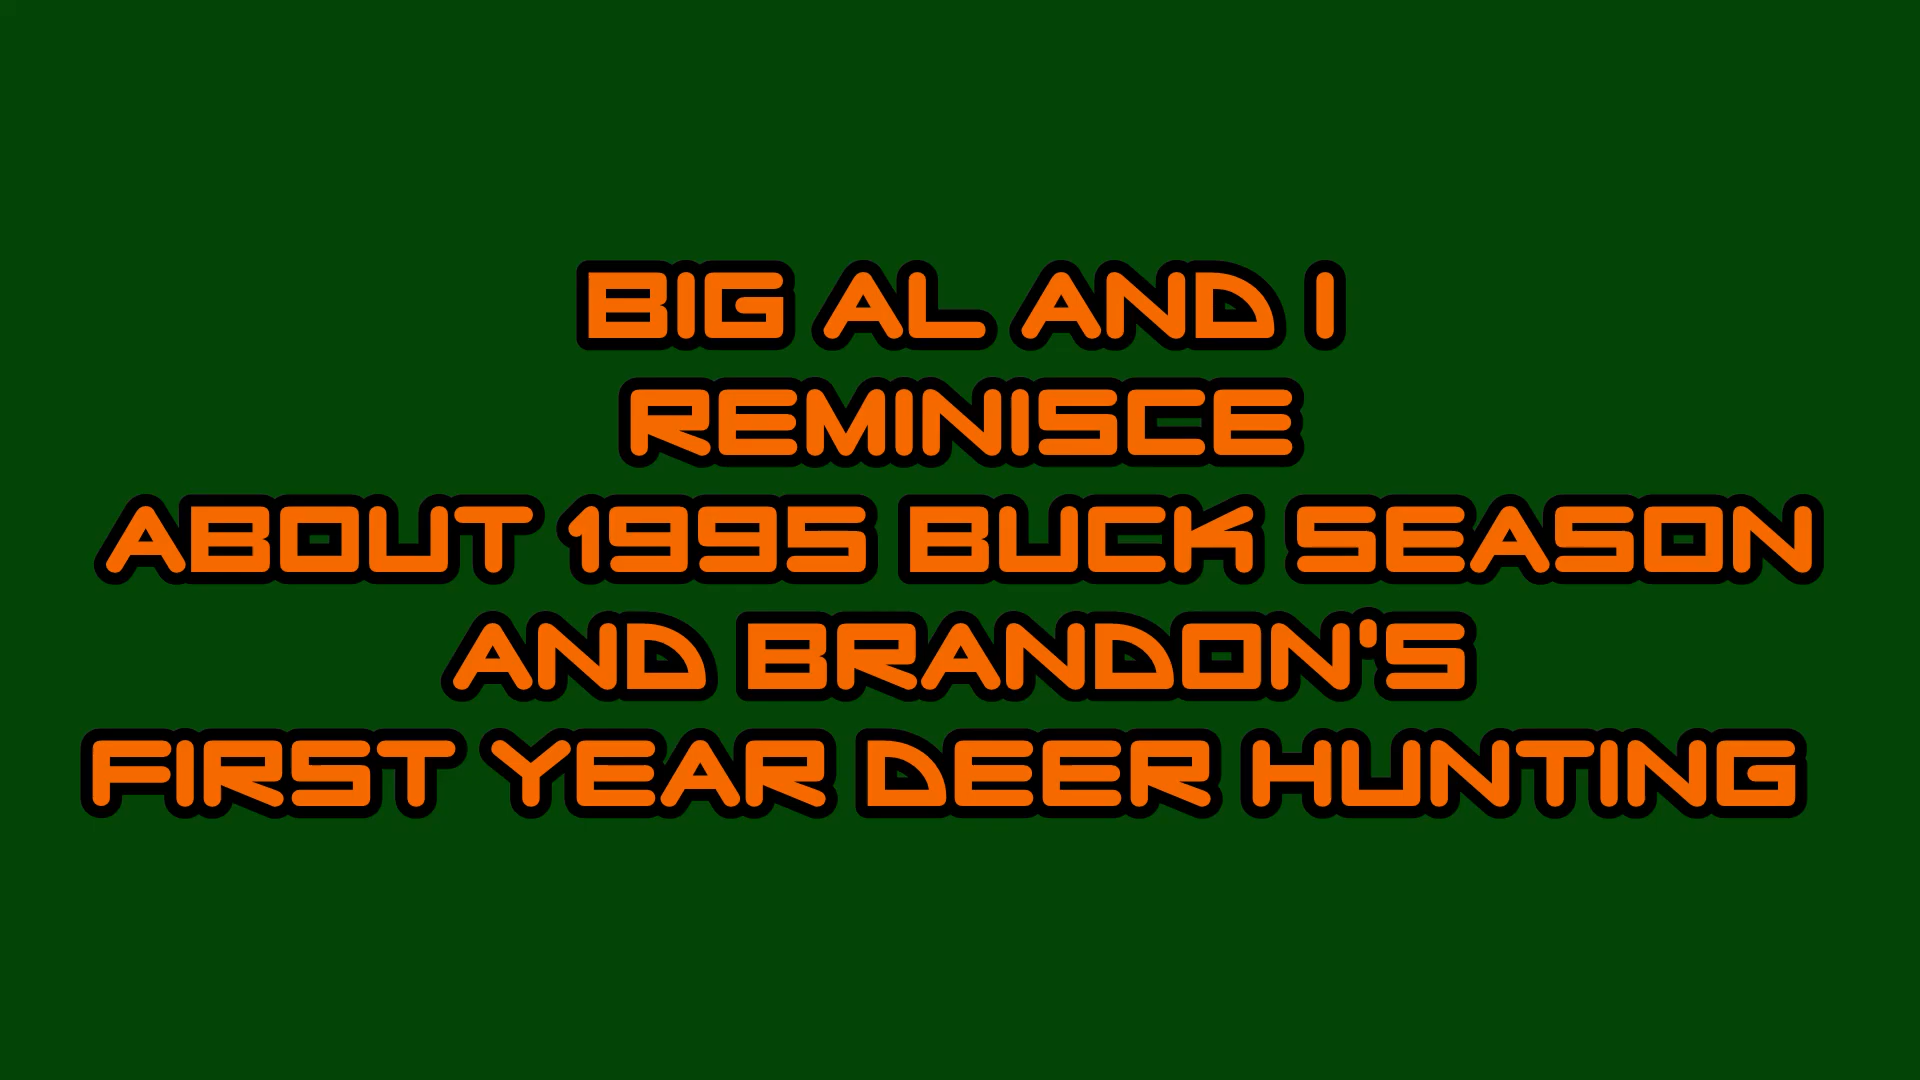 BIG AL AND I
REMINISCE
ABOUT 1995 BUCK SEASON
AND BRANDON'S
FIRST YEAR DEER HUNTING